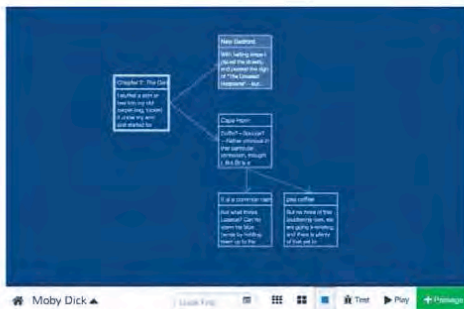 New Bedford
With halting steps I
paced the streets,
and passed the sign
of "The Crossed
Harpoons" – but...
Chapter 2: The Car
I stuffed a shirt or
two into my old
carpet-bag, tucked
it under my arm,
and started for
Cape Horn
Coffin? – Spouter?
– Rather ominous in
that particular
connexion, thought
I. But it is a
It is a common name
But what thinks
Lazarus? Can he
warm his blue
hands by holding
them up to the
pea coffee
But no more of this
blubbering now, we
are going a-whaling,
and there is plenty
of that yet to
Moby Dick
Quick Find
Test
Play
+ Passage